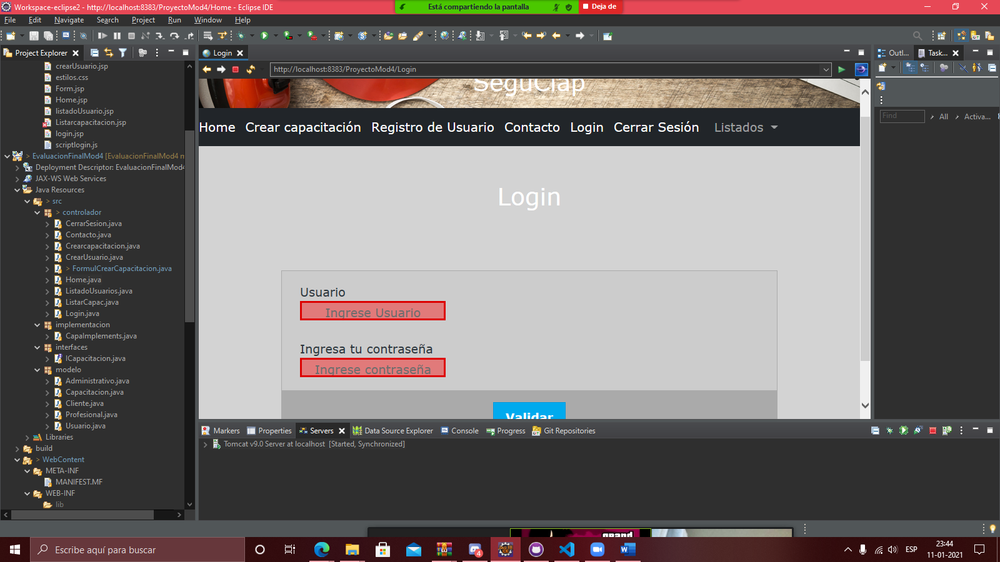 Workspace-eclipse2 - http://localhost:8383/ProyectoMod4/Home - Eclipse IDE
Está compartiendo la pantalla
Deja de
File Edit Navigate Search Project Run Window Help
Project Explorer
crearUsuario.jsp
estilos.css
Form.jsp
Home.jsp
listadoUsuario.jsp
Listarcapacitacion.jsp
login.jsp
scriptlogin.js
> EvaluacionFinalMod4 [EvaluacionFinalMod4 m
Deployment Descriptor: EvaluacionFinalMod4
JAX-WS Web Services
Java Resources
> src
> controlador
CerrarSesion.java
Contacto.java
Crearcapacitacion.java
CrearUsuario.java
> FormulCrearCapacitacion.java
Home.java
ListadoUsuarios.java
ListarCapac.java
Login.java
implementacion
CapaImplements.java
interfaces
ICapacitacion.java
modelo
Administrativo.java
Capacitacion.java
Cliente.java
Profesional.java
Usuario.java
Libraries
build
> WebContent
META-INF
MANIFEST.MF
WEB-INF
lib
Login
http://localhost:8383/ProyectoMod4/Login
SeguClap
Home Crear capacitación Registro de Usuario Contacto Login Cerrar Sesión Listados
Login
Usuario
Ingrese Usuario
Ingresa tu contraseña
Ingrese contraseña
Validar
Outl... Task...
Find All Activa...
Markers Properties Servers Data Source Explorer Console Progress Git Repositories
Tomcat v9.0 Server at localhost [Started, Synchronized]
grand
Escribe aquí para buscar
4
ESP
23:44
11-01-2021